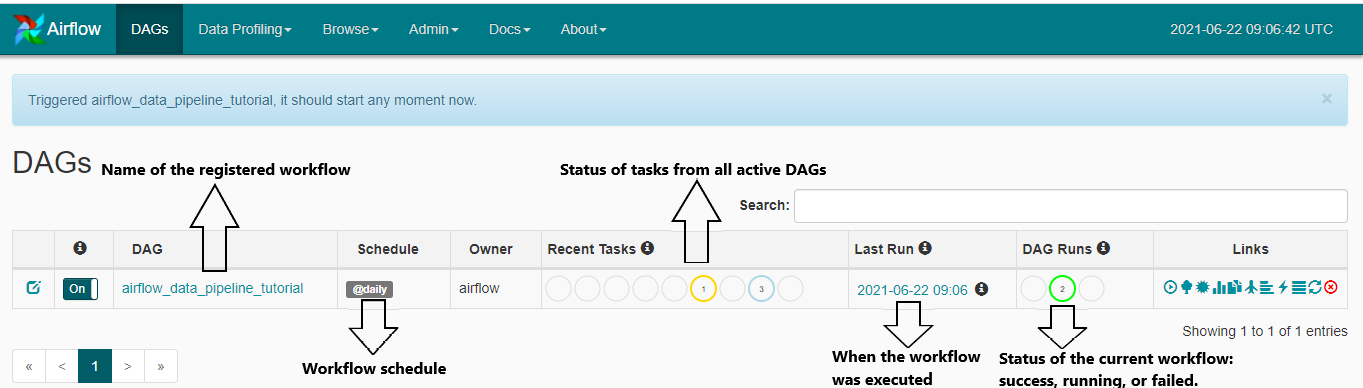 Airflow DAGs Data Profiling Browse Admin Docs About 2021-06-22 09:06:42 UTC
Triggered airflow_data_pipeline_tutorial, it should start any moment now. ×
DAGs
Name of the registered workflow
Status of tasks from all active DAGs
Search:
DAG Schedule Owner Recent Tasks Last Run DAG Runs Links
On airflow_data_pipeline_tutorial @daily airflow 1 3 2021-06-22 09:06 2
Showing 1 to 1 of 1 entries
« < 1 > »
Workflow schedule
When the workflow
was executed
Status of the current workflow:
success, running, or failed.